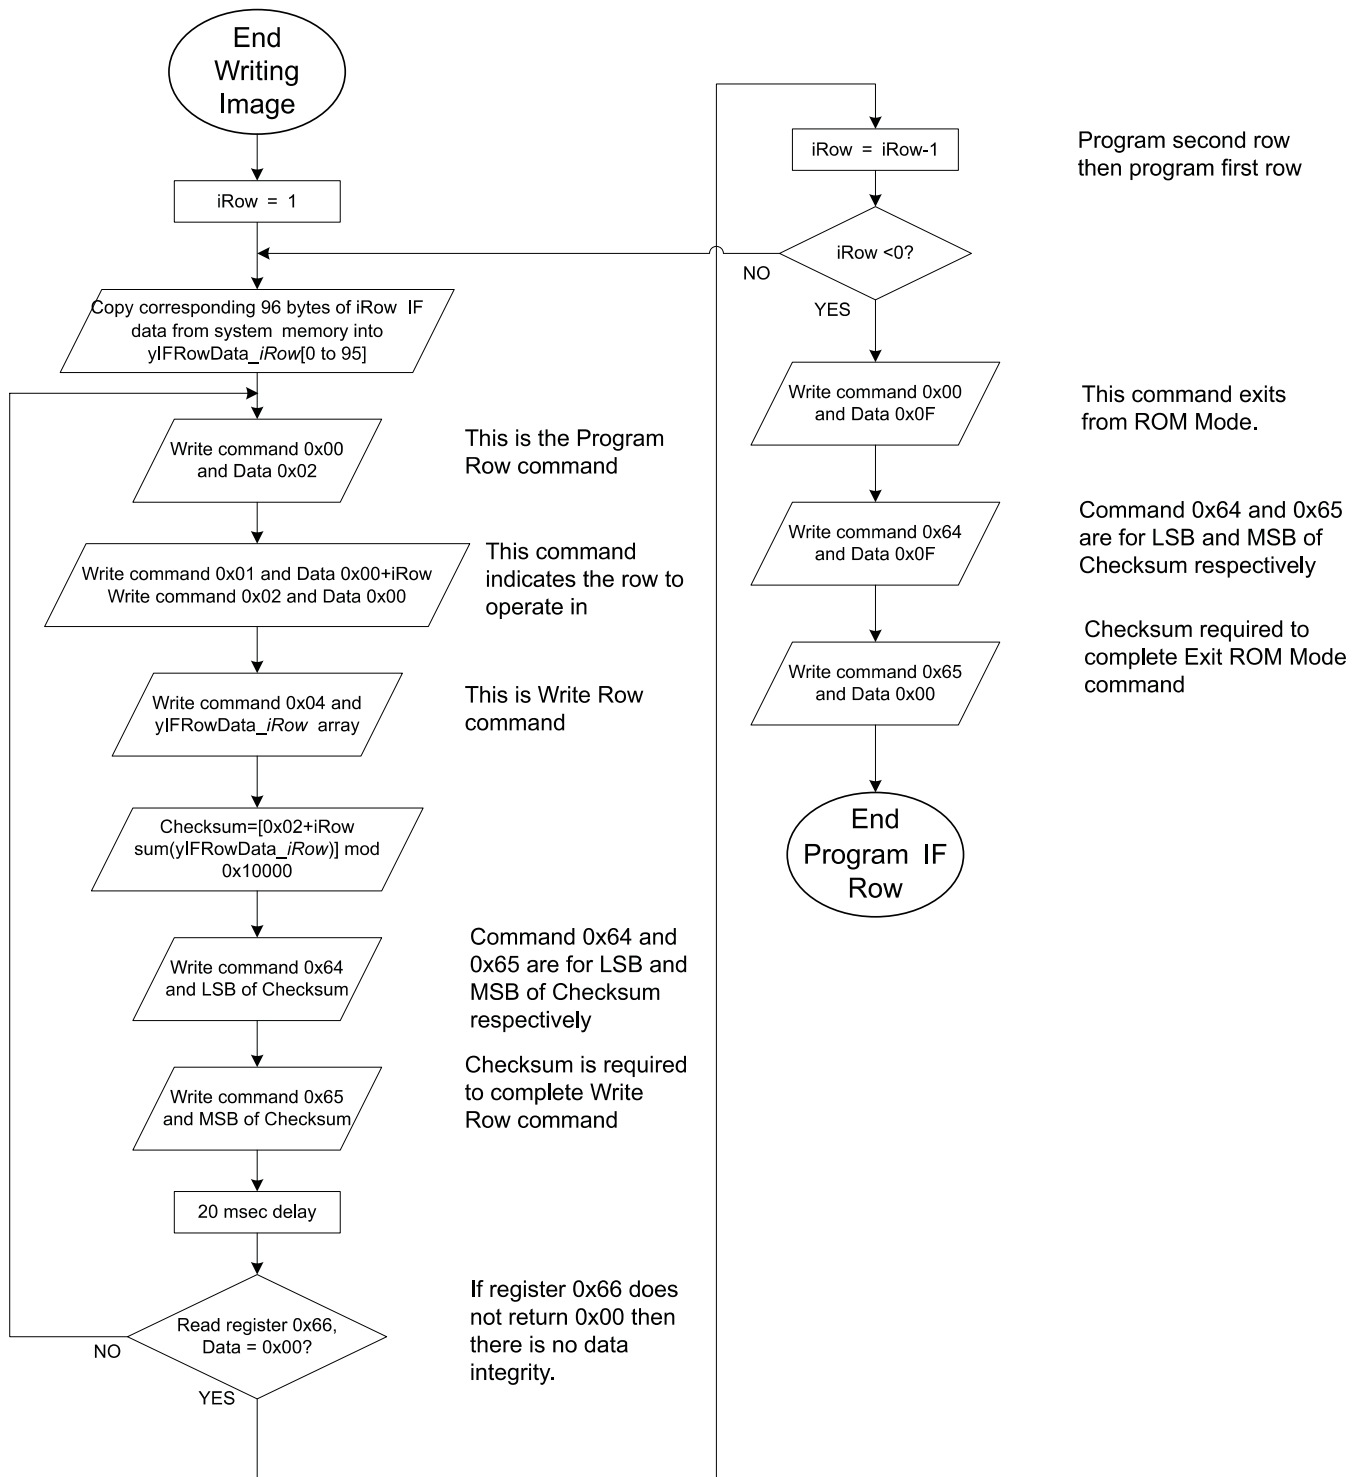 End
Writing
Image
iRow = 1
Copy corresponding 96 bytes of iRow IF
data from system memory into
yIFRowData_iRow[0 to 95]
Write command 0x00
and Data 0x02
This is the Program
Row command
Write command 0x01 and Data 0x00+iRow
Write command 0x02 and Data 0x00
This command
indicates the row to
operate in
Write command 0x04 and
yIFRowData_iRow array
This is Write Row
command
Checksum=[0x02+iRow
sum(yIFRowData_iRow)] mod
0x10000
Write command 0x64
and LSB of Checksum
Command 0x64 and
0x65 are for LSB and
MSB of Checksum
respectively
Write command 0x65
and MSB of Checksum
Checksum is required
to complete Write
Row command
20 msec delay
Read register 0x66,
Data = 0x00?
NO
YES
If register 0x66 does
not return 0x00 then
there is no data
integrity.
iRow = iRow-1
Program second row
then program first row
iRow <0?
NO
YES
Write command 0x00
and Data 0x0F
This command exits
from ROM Mode.
Write command 0x64
and Data 0x0F
Command 0x64 and 0x65
are for LSB and MSB of
Checksum respectively
Write command 0x65
and Data 0x00
Checksum required to
complete Exit ROM Mode
command
End
Program IF
Row